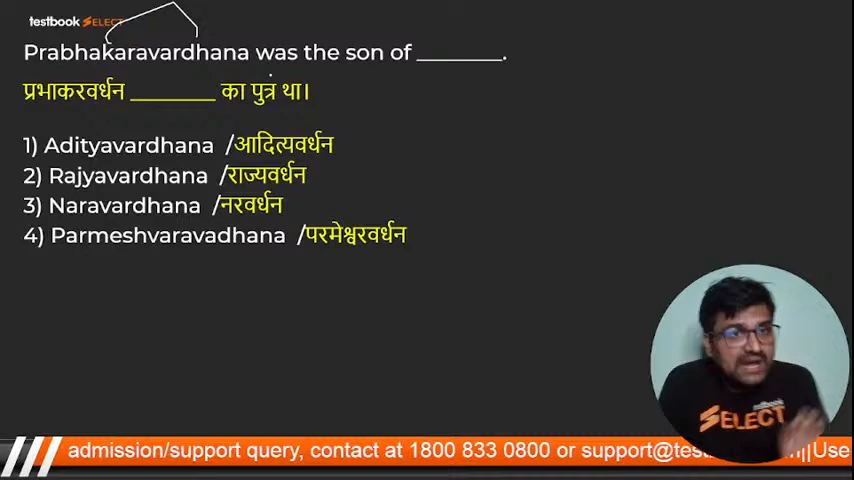 testbook SELECT
Prabhakaravardhana was the son of ________.
प्रभाकरवर्धन ________ का पुत्र था।
1) Adityavardhana /आदित्यवर्धन
2) Rajyavardhana /राज्यवर्धन
3) Naravardhana /नरवर्धन
4) Parmeshvaravadhana /परमेश्वरवर्धन
testbook
SELECT
admission/support query, contact at 1800 833 0800 or support@tes||Use